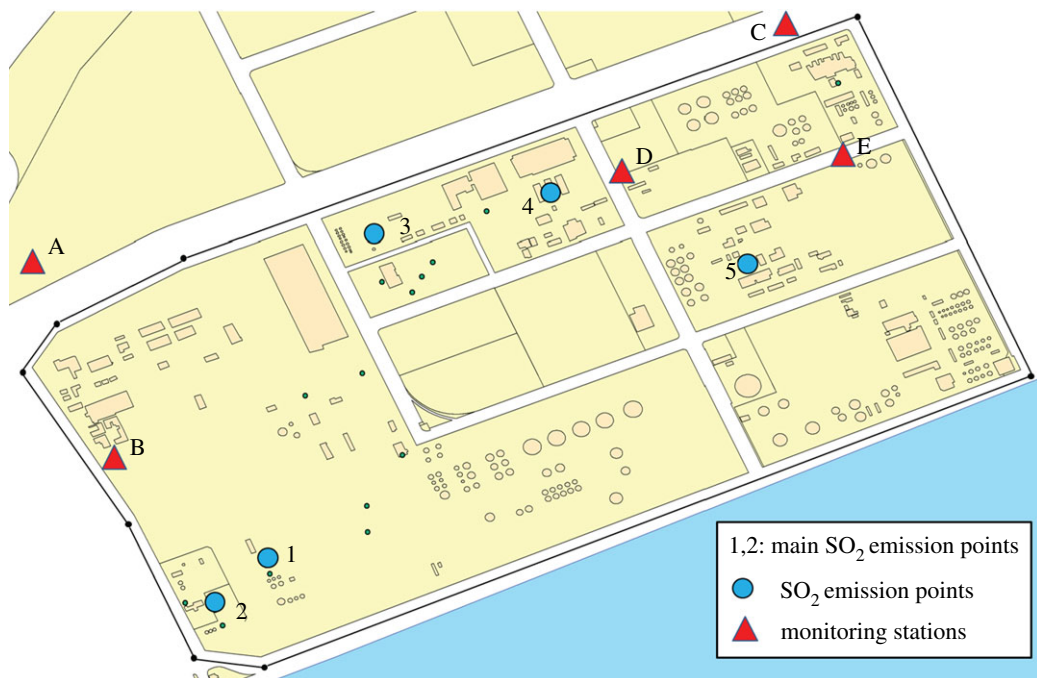 C
E
D
4
3
A
5
B
1
2
1,2: main SO₂ emission points
SO₂ emission points
monitoring stations